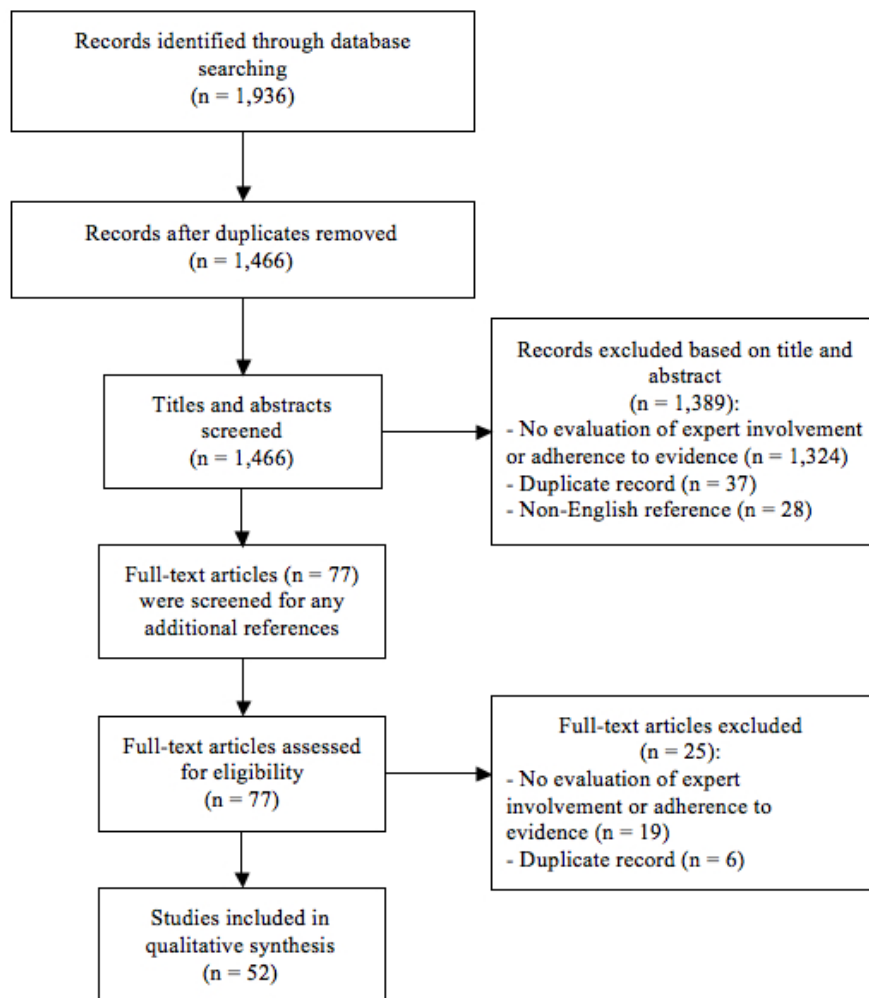 Records identified through database
searching
(n = 1,936)
Records after duplicates removed
(n = 1,466)
Titles and abstracts
screened
(n = 1,466)
Records excluded based on title and
abstract
(n = 1,389):
- No evaluation of expert involvement
or adherence to evidence (n = 1,324)
- Duplicate record (n = 37)
- Non-English reference (n = 28)
Full-text articles (n = 77)
were screened for any
additional references
Full-text articles assessed
for eligibility
(n = 77)
Full-text articles excluded
(n = 25):
- No evaluation of expert
involvement or adherence to
evidence (n = 19)
- Duplicate record (n = 6)
Studies included in
qualitative synthesis
(n = 52)